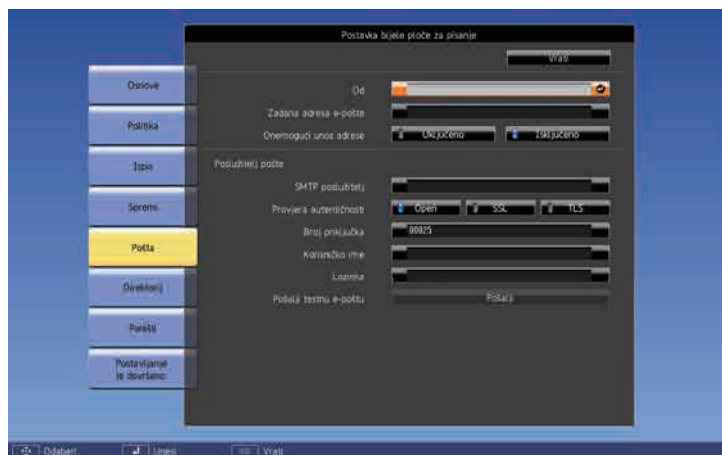 Postavka bijele ploče za pisanje
Vrati
Osnove
Politika
Ispis
Spremi
Pošta
Direktorij
Poništi
Postavljanje
je dovršeno
Od
Zadana adresa e-pošte
Onemogući unos adrese
Uključeno
Isključeno
Poslužitelj pošte
SMTP poslužitelj
Provjera autentičnosti
Open
SSL
TLS
Broj priključka
00025
Korisničko ime
Lozinka
Pošalji testnu e-poštu
Pošalji
Odaberi
Unesi
Vrati